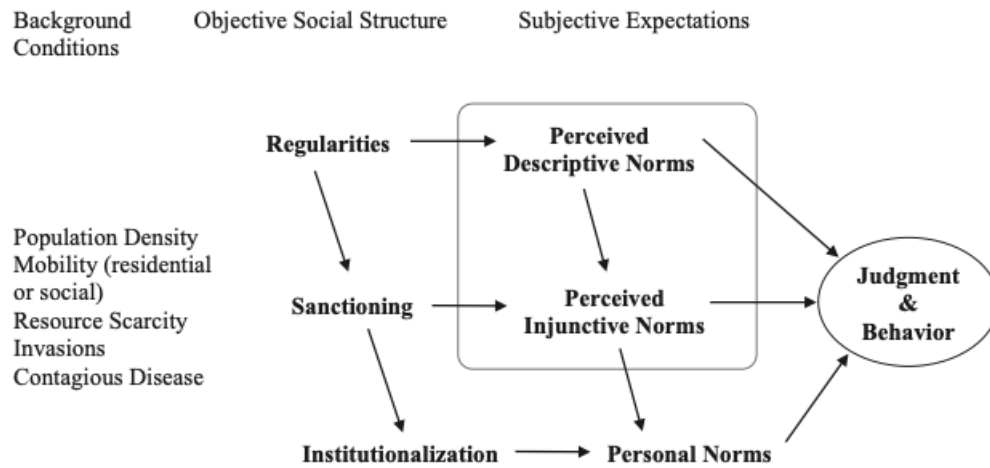 Background
Conditions
Objective Social Structure
Subjective Expectations
Regularities
Perceived
Descriptive Norms
Population Density
Mobility (residential
or social)
Resource Scarcity
Invasions
Contagious Disease
Sanctioning
Perceived
Injunctive Norms
Judgment
&
Behavior
Institutionalization
Personal Norms